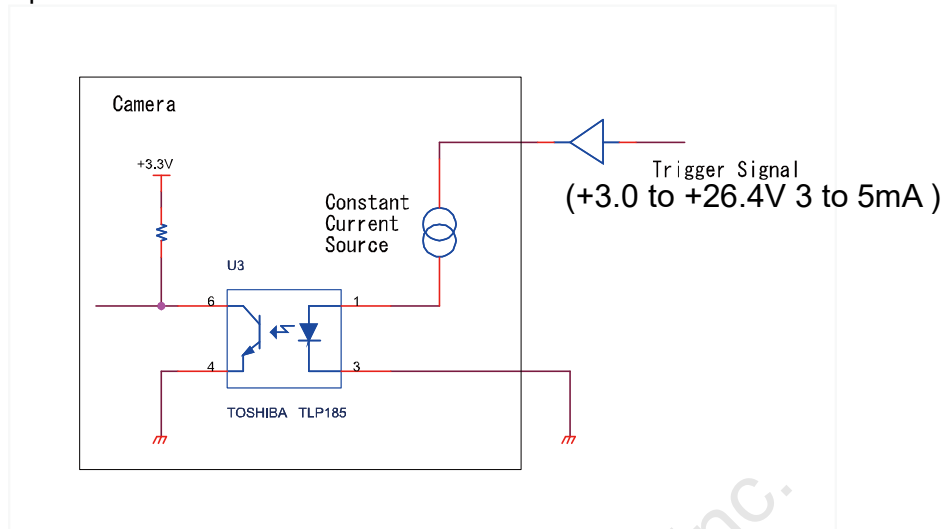 Camera
+3.3V
Trigger Signal
(+3.0 to +26.4V 3 to 5mA )
Constant
Current
Source
U3
6
1
4
3
TOSHIBA TLP185
nc.